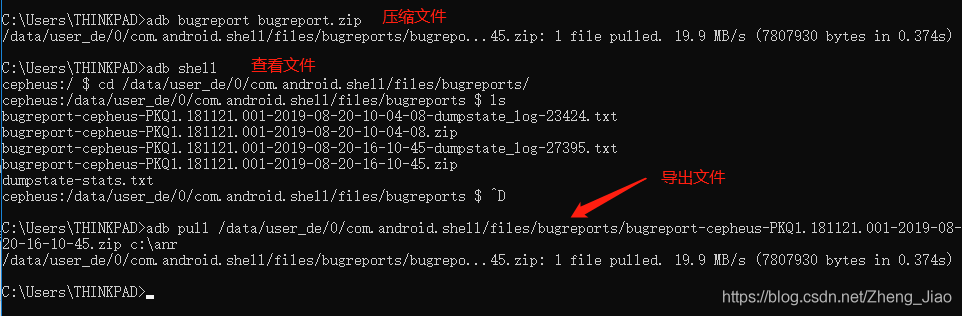 C:\Users\THINKPAD>adb bugreport bugreport.zip 压缩文件
/data/user_de/0/com.android.shell/files/bugreports/bugrepo...45.zip: 1 file pulled. 19.9 MB/s (7807930 bytes in 0.374s)
C:\Users\THINKPAD>adb shell 查看文件
cepheus:/ $ cd /data/user_de/0/com.android.shell/files/bugreports/
cepheus:/data/user_de/0/com.android.shell/files/bugreports $ ls
bugreport-cepheus-PKQ1.181121.001-2019-08-20-10-04-08-dumpstate_log-23424.txt
bugreport-cepheus-PKQ1.181121.001-2019-08-20-10-04-08.zip
bugreport-cepheus-PKQ1.181121.001-2019-08-20-16-10-45-dumpstate_log-27395.txt
bugreport-cepheus-PKQ1.181121.001-2019-08-20-16-10-45.zip
dumpstate-stats.txt
导出文件
cepheus:/data/user_de/0/com.android.shell/files/bugreports $ ^D
C:\Users\THINKPAD>adb pull /data/user_de/0/com.android.shell/files/bugreports/bugreport-cepheus-PKQ1.181121.001-2019-08-
20-16-10-45.zip c:\anr
/data/user_de/0/com.android.shell/files/bugreports/bugrepo...45.zip: 1 file pulled. 19.9 MB/s (7807930 bytes in 0.374s)
C:\Users\THINKPAD>
https://blog.csdn.net/Zheng_Jiao